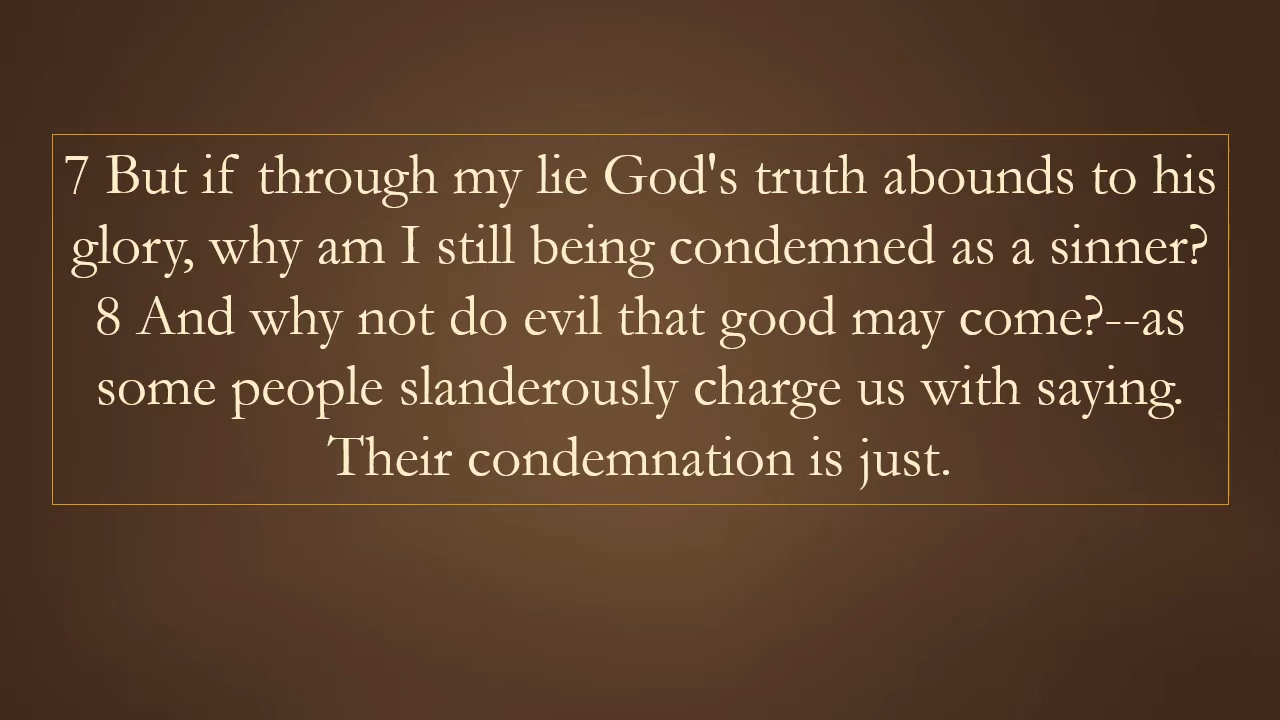 7 But if through my lie God's truth abounds to his
glory, why am I still being condemned as a sinner?
8 And why not do evil that good may come?--as
some people slanderously charge us with saying.
Their condemnation is just.